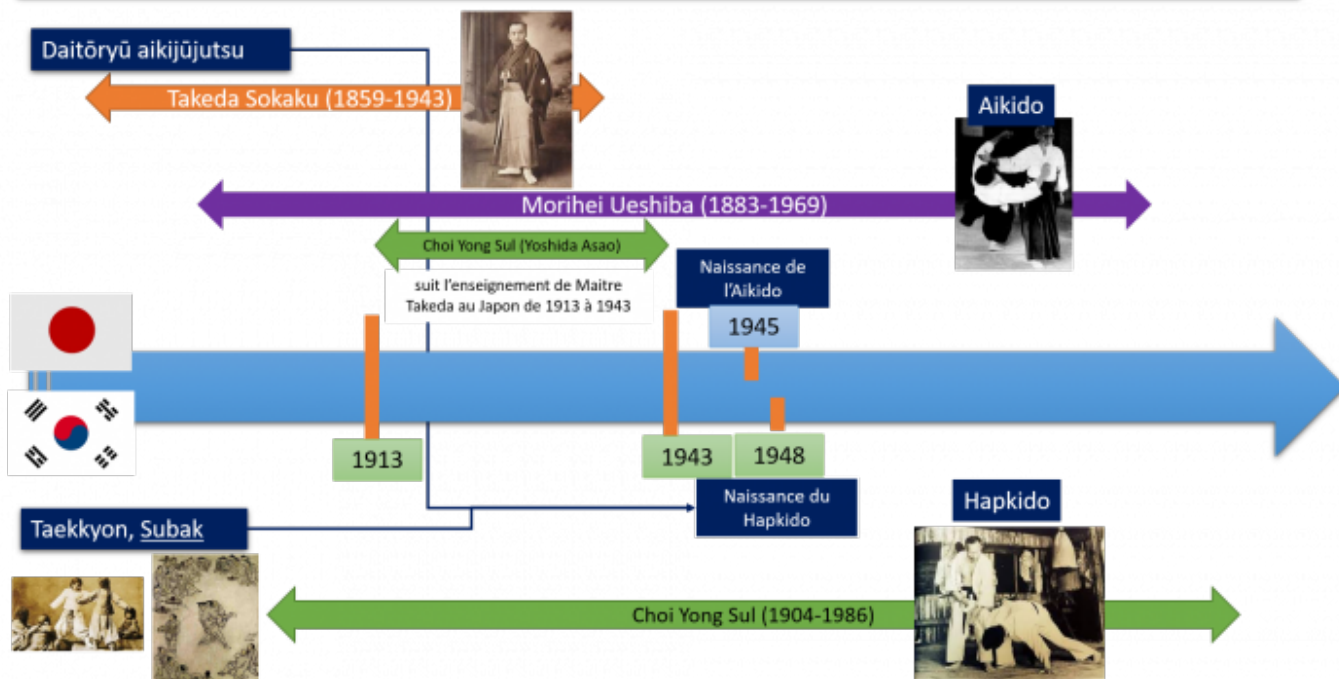 Daitōryū aikijūjutsu
Takeda Sokaku (1859-1943)
Aikido
Morihei Ueshiba (1883-1969)
Choi Yong Sul (Yoshida Asao)
suit l'enseignement de Maitre
Takeda au Japon de 1913 à 1943
Naissance de
l'Aikido
1945
1913
1943
1948
Naissance du
Hapkido
Taekkyon, Subak
Hapkido
Choi Yong Sul (1904-1986)